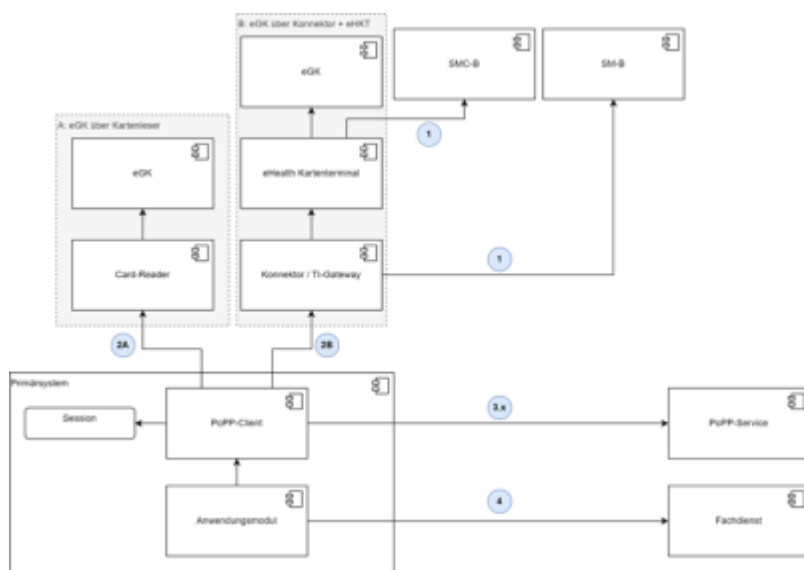 B: eGK über Konnektor + eHKT
eGK
SMC-B
SM-B
1
A: eGK über Kartenleser
eGK
eHealth Kartenterminal
Card-Reader
Konnektor / TI-Gateway
1
2A
2B
Primärsystem
Session
PoPP-Client
3.x
PoPP-Service
Anwendungsmodul
4
Fachdienst